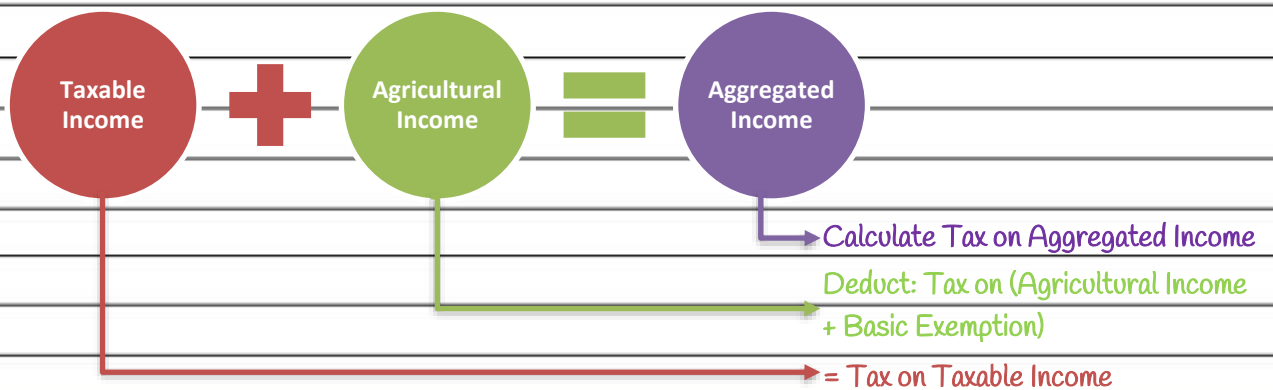 Taxable
Income
Agricultural
Income
Aggregated
Income
Calculate Tax on Aggregated Income
Deduct: Tax on (Agricultural Income
+ Basic Exemption)
= Tax on Taxable Income